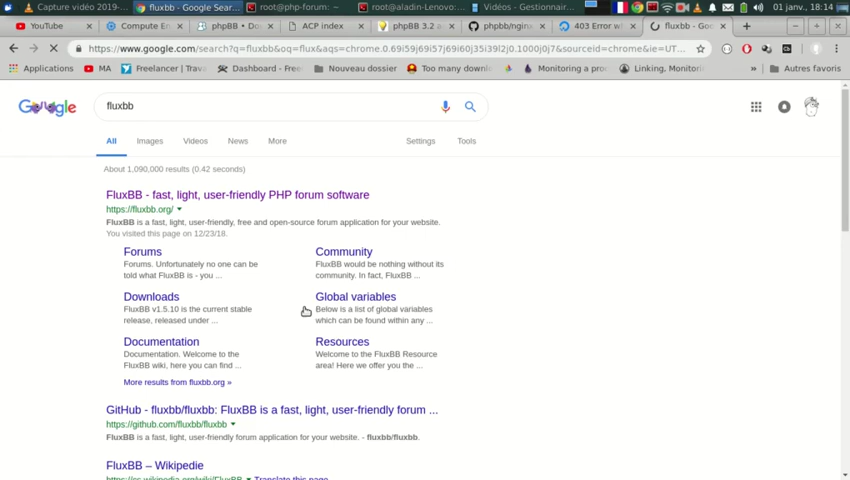 Capture vidéo 2019-
fluxbb - Google Sear...
root@php-forum: ~
root@aladin-Lenovo:
Vidéos - Gestionnair...
01 janv., 18:14
Compute En
phpBB • Do
ACP index
phpBB 3.2 a
phpbb/ngina
403 Error w
fluxbb - Goo
https://www.google.com/search?q=fluxbb&oq=flux&aqs=chrome.0.69i59j69i57j69i60j35i39l2j0.1000j0j7&sourceid=chrome&ie=UT...
Applications
YouTube
MA
Freelancer | Trava
Dashboard - Free
Nouveau dossier
Too many downlo
Monitoring a pro
Linking, Monitori
»
Autres favoris
Google
fluxbb
All
Images
Videos
News
More
Settings
Tools
About 1,090,000 results (0.42 seconds)
FluxBB - fast, light, user-friendly PHP forum software
https://fluxbb.org/
FluxBB is a fast, light, user-friendly, free and open-source forum application for your website.
You visited this page on 12/23/18.
Forums
Forums. Unfortunately no one can be
told what FluxBB is - you ...
Community
FluxBB would be nothing without its
community. In fact, FluxBB ...
Downloads
FluxBB v1.5.10 is the current stable
release, released under ...
Global variables
Below is a list of global variables
which can be found within any ...
Documentation
Documentation. Welcome to the
FluxBB wiki, here you can find ...
Resources
Welcome to the FluxBB Resource
area! Here we offer you the ...
More results from fluxbb.org »
GitHub - fluxbb/fluxbb: FluxBB is a fast, light, user-friendly forum ...
https://github.com/fluxbb/fluxbb
FluxBB is a fast, light, user-friendly forum application for your website. - fluxbb/fluxbb.
FluxBB – Wikipedie
https://cs.wikipedia.org/wiki/FluxBB
Translate this page